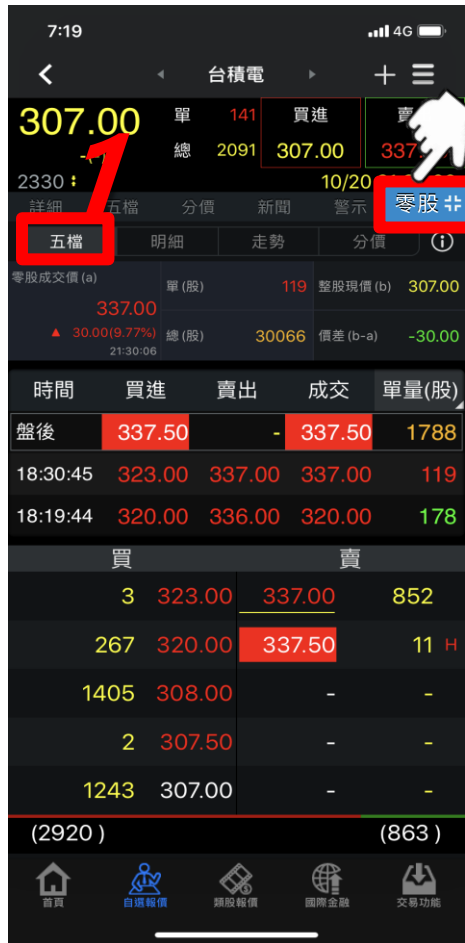 7:19
4G
台積電
307.00
單 141
買進
賣
總 2091
307.00
337.
2330
10/20
詳細 五檔 分價 新聞 警示 零股
1
五檔 明細 走勢 分價
零股成交價 (a)
337.00
▲ 30.00(9.77%)
21:30:06
單 (股) 119
整股現價 (b) 307.00
總 (股) 30066
價差 (b-a) -30.00
時間 買進 賣出 成交 單量(股)
盤後 337.50 - 337.50 1788
18:30:45 323.00 337.00 337.00 119
18:19:44 320.00 336.00 320.00 178
買 賣
3 323.00 337.00 852
267 320.00 337.50 11 H
1405 308.00 - -
2 307.50 - -
1243 307.00 - -
(2920) (863)
首頁 自選報價 類股報價 國際金融 交易功能